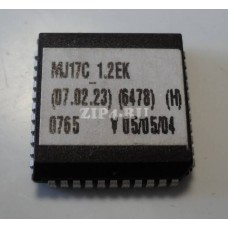 MJ17C_1.2EK
(07.02.23) (6478) (H)
ZIP4.RU
0765 V 05/05/04